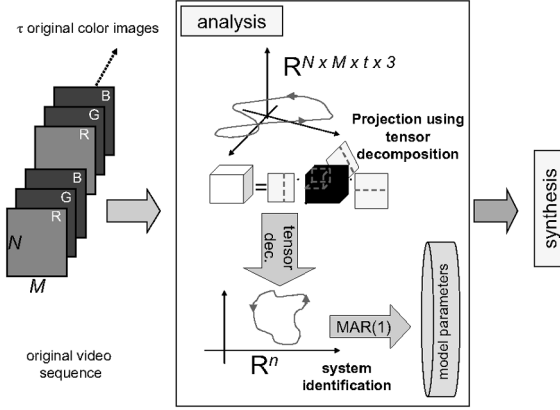 τ original color images
B
G
R
B
G
R
N
M
original video
sequence
analysis
R N x M x t x 3
Projection using
tensor
decomposition
=
tensor
dec.
R n
MAR(1)
system
identification
model parameters
synthesis